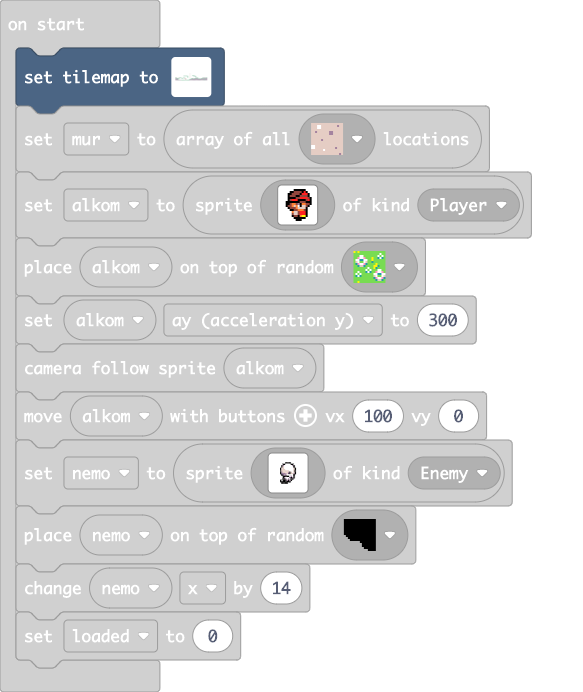 on start
set tilemap to
set mur to array of all locations
set alkom to sprite of kind Player
place alkom on top of random
set alkom ay (acceleration y) to 300
camera follow sprite alkom
move alkom with buttons vx 100 vy 0
set nemo to sprite of kind Enemy
place nemo on top of random
change nemo x by 14
set loaded to 0